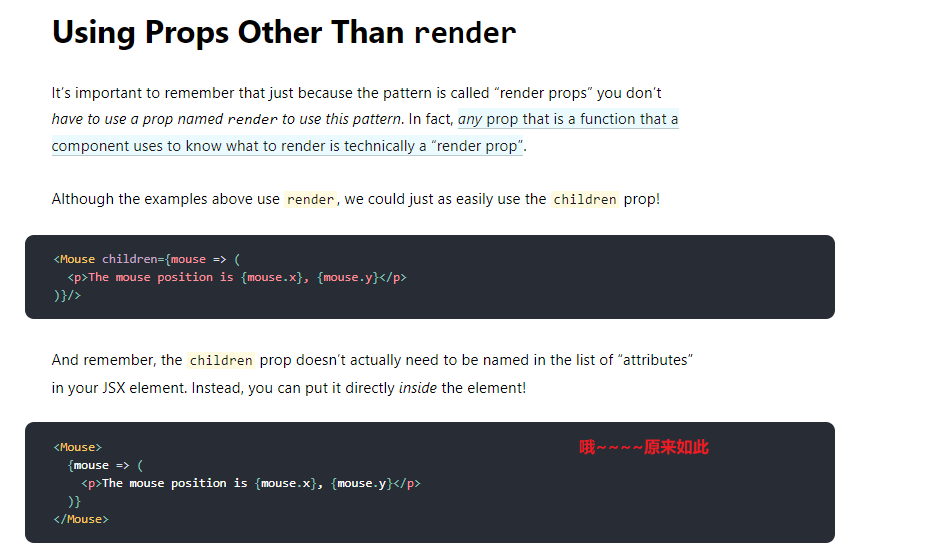 Using Props Other Than render
It’s important to remember that just because the pattern is called “render props” you don’t
have to use a prop named render to use this pattern. In fact, any prop that is a function that a
component uses to know what to render is technically a “render prop”.
Although the examples above use render, we could just as easily use the children prop!
<Mouse children={mouse => (
  <p>The mouse position is {mouse.x}, {mouse.y}</p>
)}/>
And remember, the children prop doesn’t actually need to be named in the list of “attributes”
in your JSX element. Instead, you can put it directly inside the element!
<Mouse>
哦~~~~原来如此
  {mouse => (
    <p>The mouse position is {mouse.x}, {mouse.y}</p>
  )}
</Mouse>